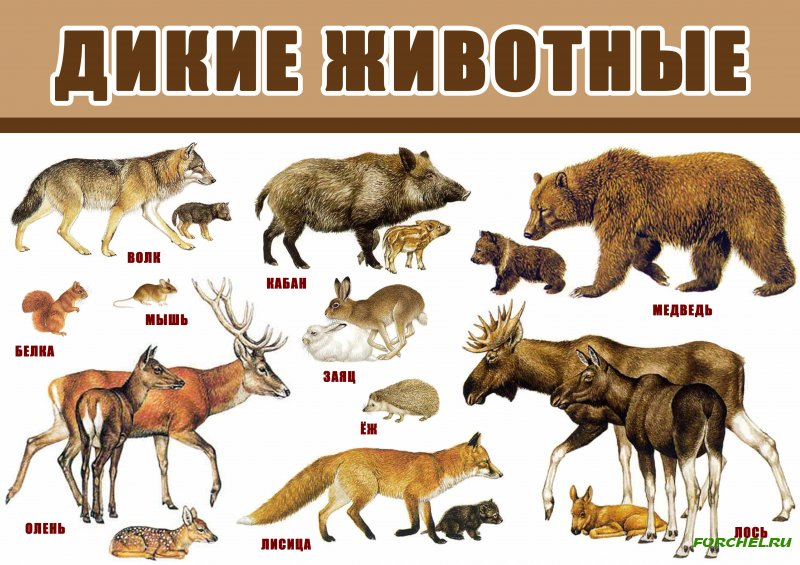 ДИКИЕ ЖИВОТНЫЕ
ВОЛК
КАБАН
МЕДВЕДЬ
БЕЛКА
МЫШЬ
ЗАЯЦ
ЁЖ
ОЛЕНЬ
ЛИСИЦА
ЛОСЬ
FORCHEL.RU